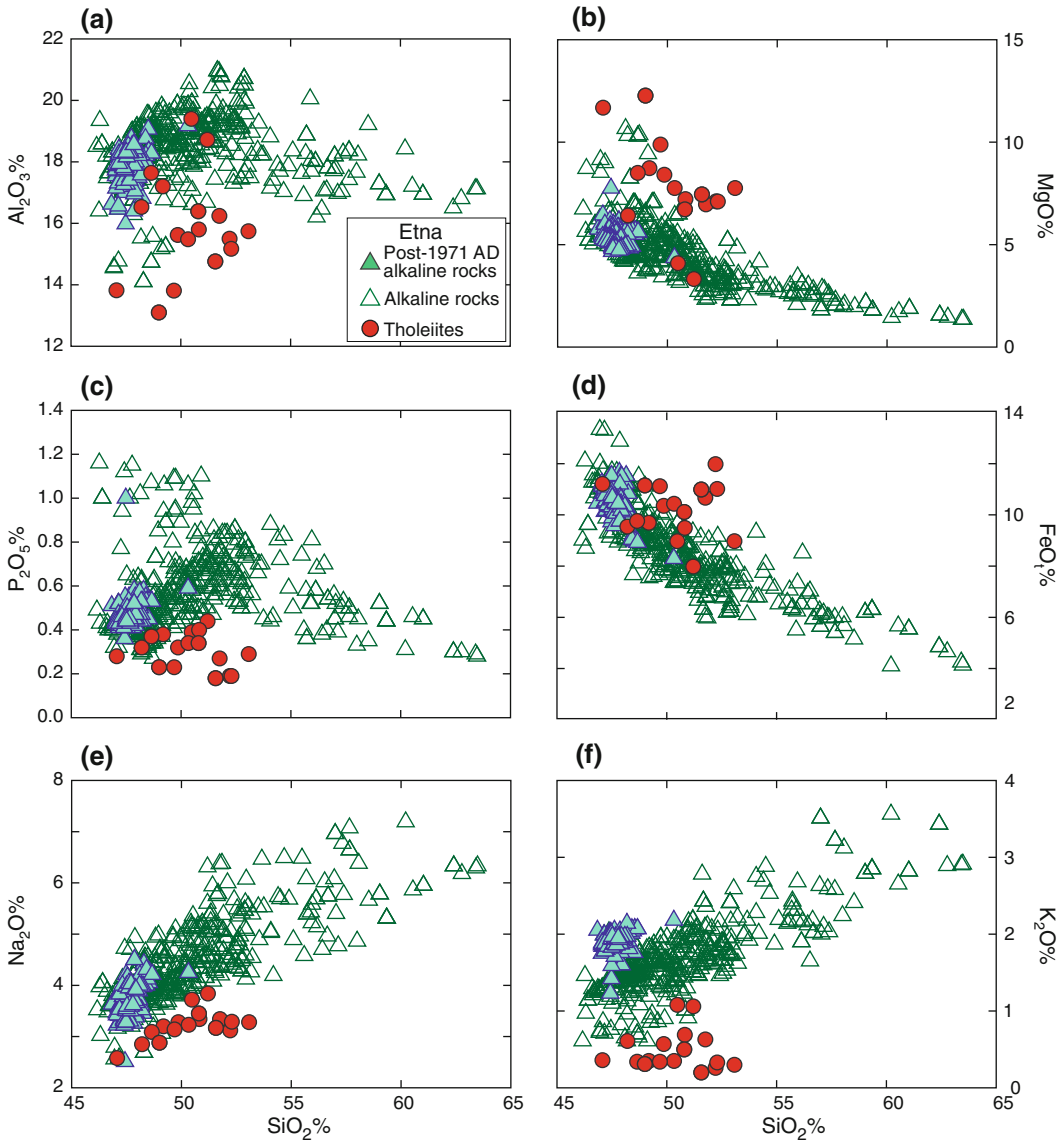 (a)
(b)
22
20
18
16
14
12
Al2O3%
Etna
Post-1971 AD
alkaline rocks
Alkaline rocks
Tholeiites
15
10
5
0
MgO%
(c)
(d)
1.4
1.2
1.0
0.8
0.6
0.4
0.2
0.0
P2O5%
14
10
6
2
FeOt%
(e)
(f)
8
6
4
2
Na2O%
4
3
2
1
0
K2O%
45 50 55 60 65
SiO2%
45 50 55 60 65
SiO2%